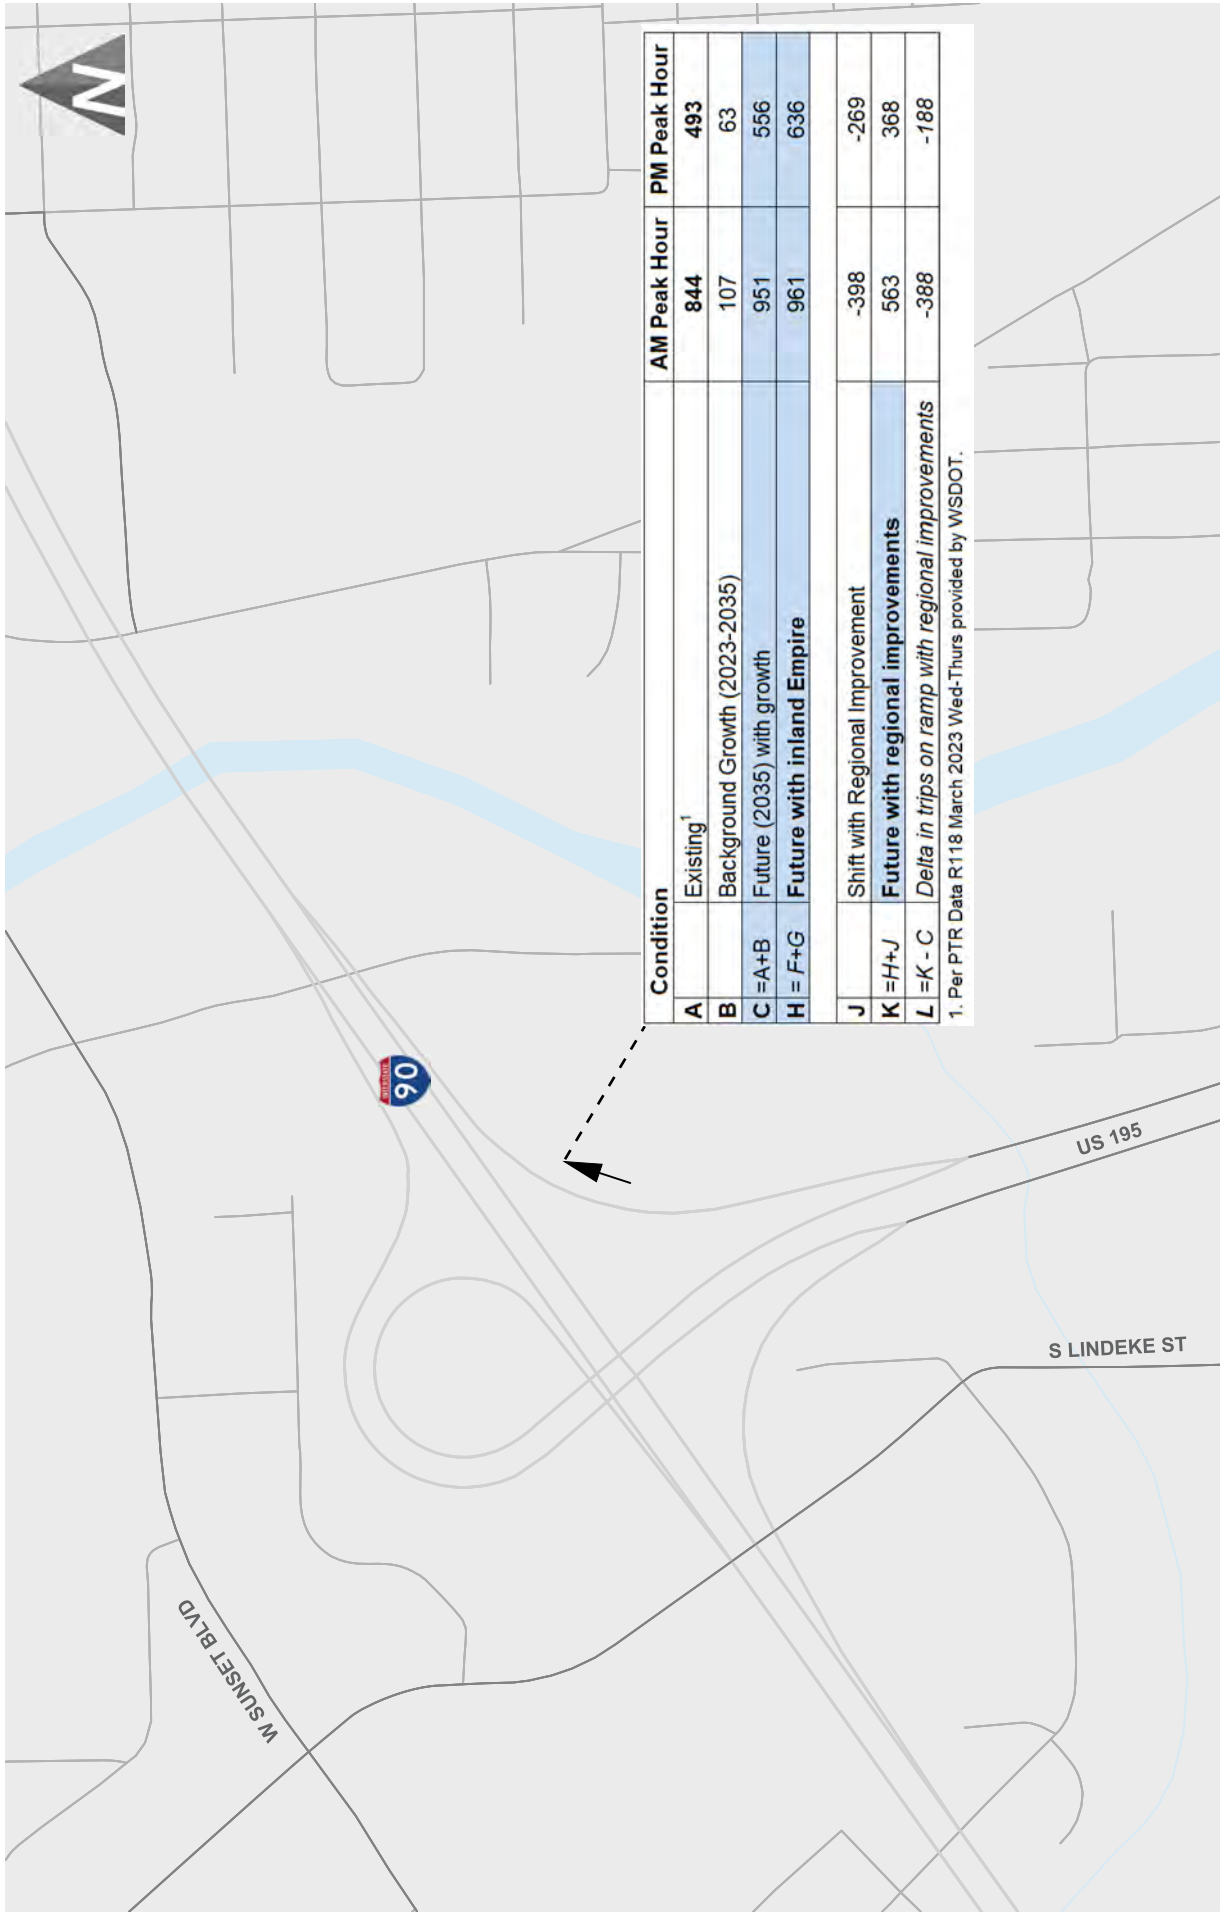 N
Condition AM Peak Hour PM Peak Hour
A Existing1 844 493
B Background Growth (2023-2035) 107 63
C =A+B Future (2035) with growth 951 556
H = F+G Future with inland Empire 961 636
J Shift with Regional Improvement -398 -269
K =H+J Future with regional improvements 563 368
L =K - C Delta in trips on ramp with regional improvements -388 -188
1. Per PTR Data R118 March 2023 Wed-Thurs provided by WSDOT.
INTERSTATE
90
US 195
S LINDEKE ST
W SUNSET BLVD